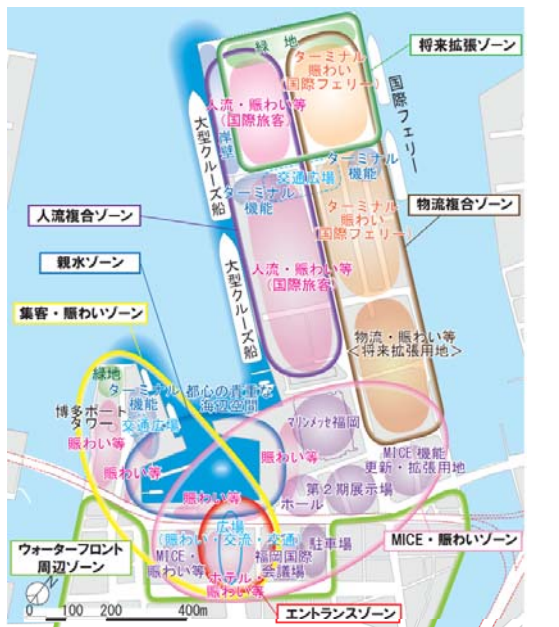 緑 地
ターミナル
賑わい
(国際フェリー)
将来拡張ゾーン
人流・賑わい等
(国際旅客)
国際フェリー
大型クルーズ船
岸壁
ターミナル
機能
交通広場
ターミナル
機能
ターミナル
賑わい
(国際フェリー)
人流複合ゾーン
物流複合ゾーン
親水ゾーン
大型クルーズ船
人流・賑わい等
(国際旅客)
集客・賑わいゾーン
物流・賑わい等
<将来拡張用地>
緑地
ターミナル
機能
都心の貴重な
海辺空間
博多ポート
タワー
交通広場
マリンメッセ福岡
賑わい等
賑わい等
賑わい等
MICE 機能
更新・拡張用地
第2期展示場
賑わい等
ホール
広場
(賑わい・交流・交通)
駐車場
MICE・賑わいゾーン
ウォーターフロント
周辺ゾーン
MICE・
賑わい等
福岡国際
会議場
ホテル・
賑わい等
エントランスゾーン
0 100 200 400m